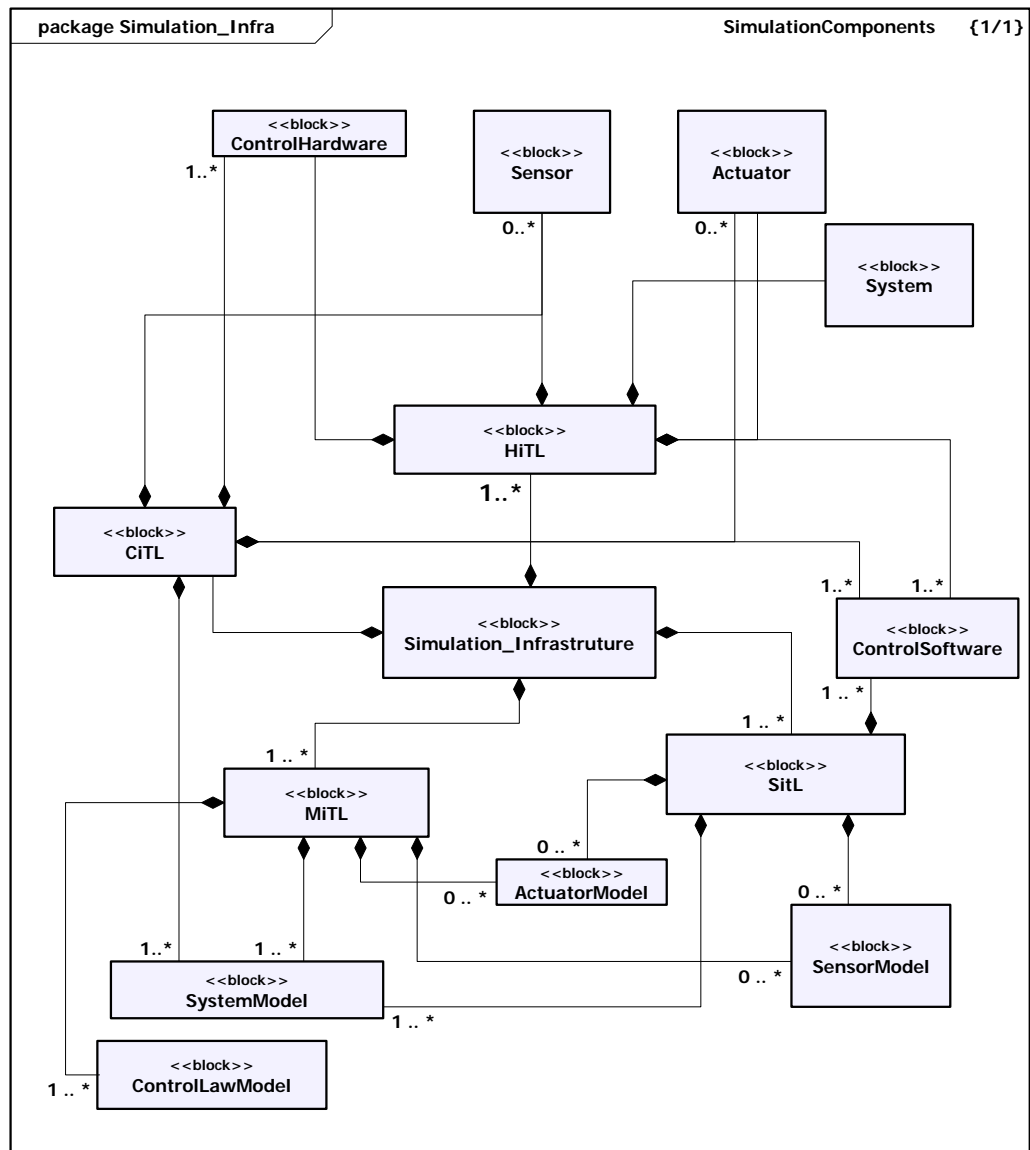 package Simulation_Infra
SimulationComponents {1/1}
<<block>>
ControlHardware
1..*
<<block>>
Sensor
0..*
<<block>>
Actuator
0..*
<<block>>
System
<<block>>
HiTL
1..*
<<block>>
CiTL
<<block>>
Simulation_Infrastruture
1..*
1..*
<<block>>
ControlSoftware
1 .. *
1 .. *
1 .. *
<<block>>
SitL
<<block>>
MiTL
0 .. *
<<block>>
ActuatorModel
0 .. *
0 .. *
<<block>>
SensorModel
0 .. *
1..*
1 .. *
<<block>>
SystemModel
1 .. *
<<block>>
ControlLawModel
1 .. *